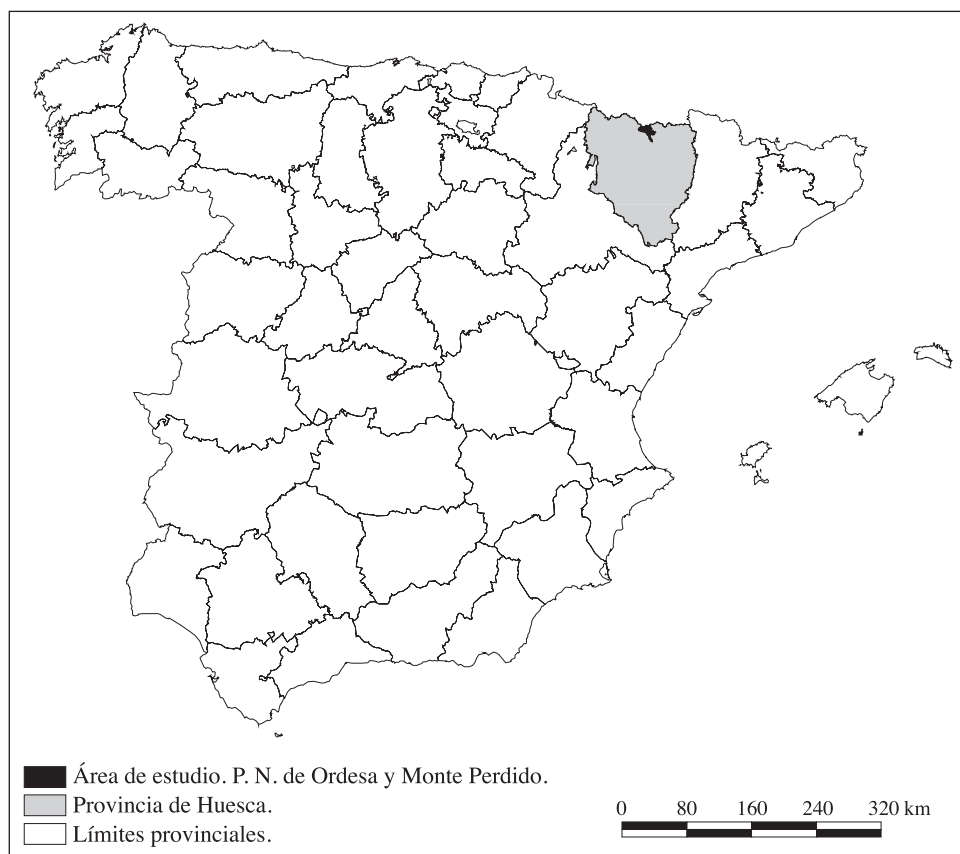 Área de estudio. P. N. de Ordesa y Monte Perdido.
Provincia de Huesca.
Límites provinciales.
0 80 160 240 320 km